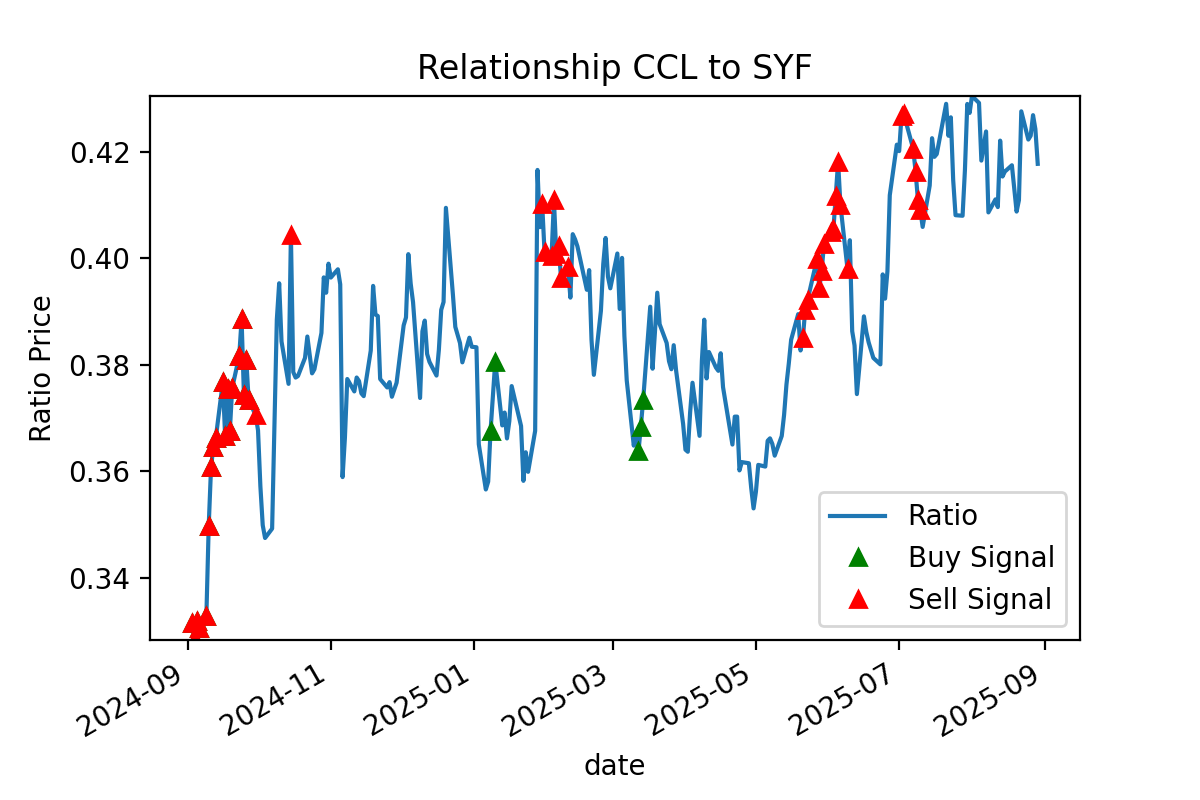 Relationship CCL to SYF
Ratio Price
0.42
0.40
0.38
0.36
0.34
Ratio
Buy Signal
Sell Signal
2024-09
2024-11
2025-01
2025-03
2025-05
2025-07
2025-09
date